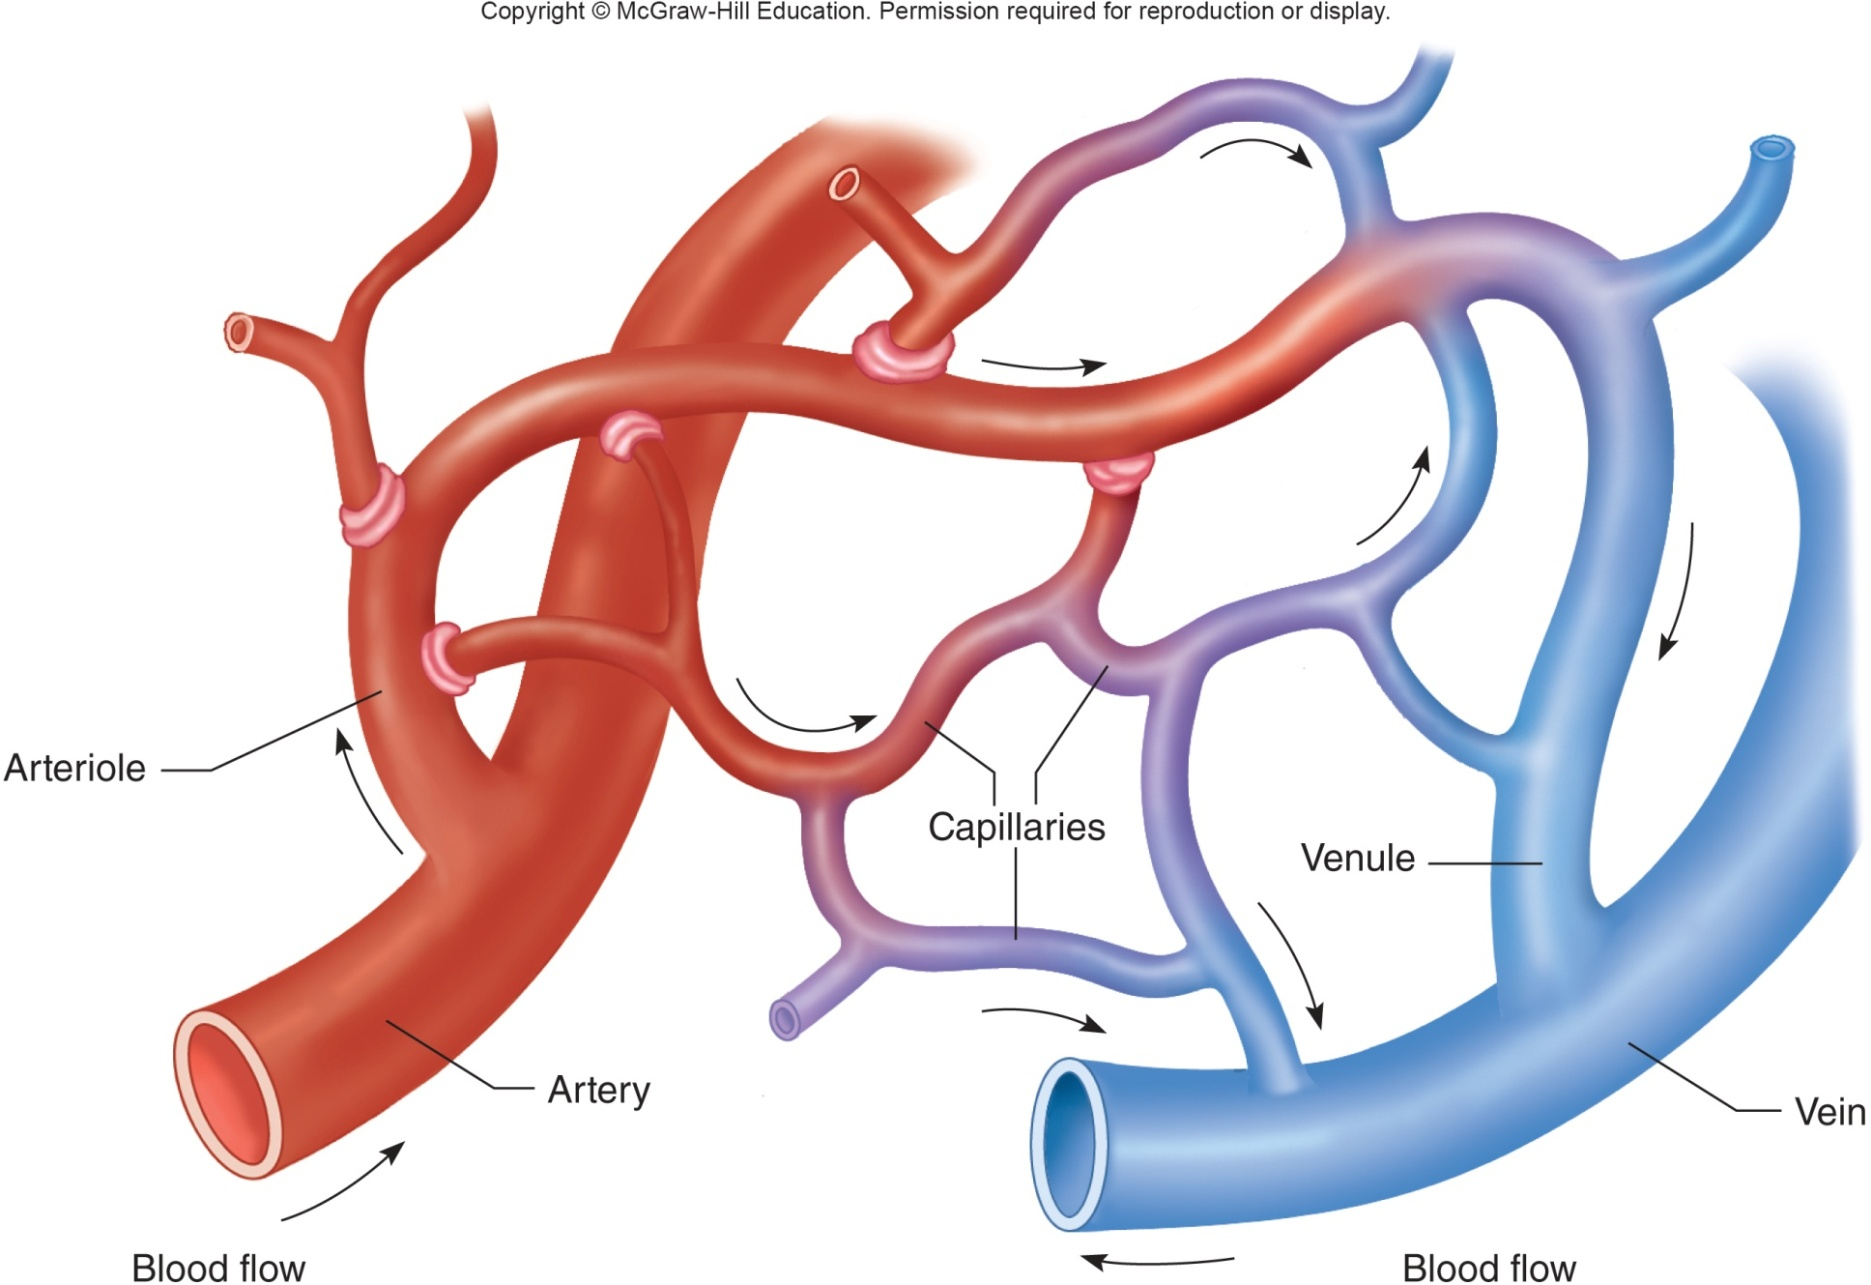 Copyright © McGraw-Hill Education. Permission required for reproduction or display.
Arteriole
Capillaries
Venule
Artery
Vein
Blood flow
Blood flow